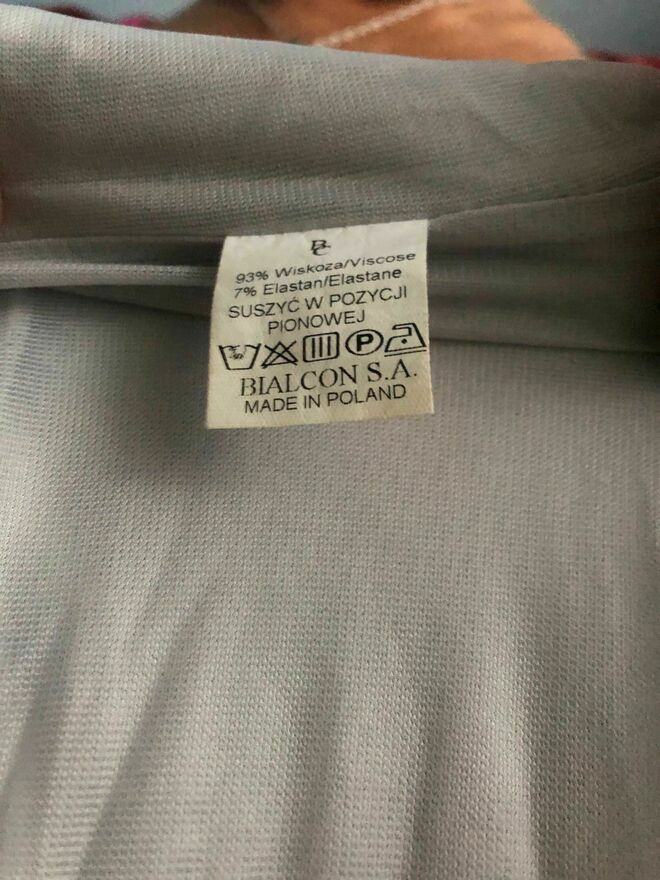 BC
93% Wiskoza/Viscose
7% Elastan/Elastane
SUSZYĆ W POZYCJI
PIONOWEJ
P
BIALCON S.A.
MADE IN POLAND